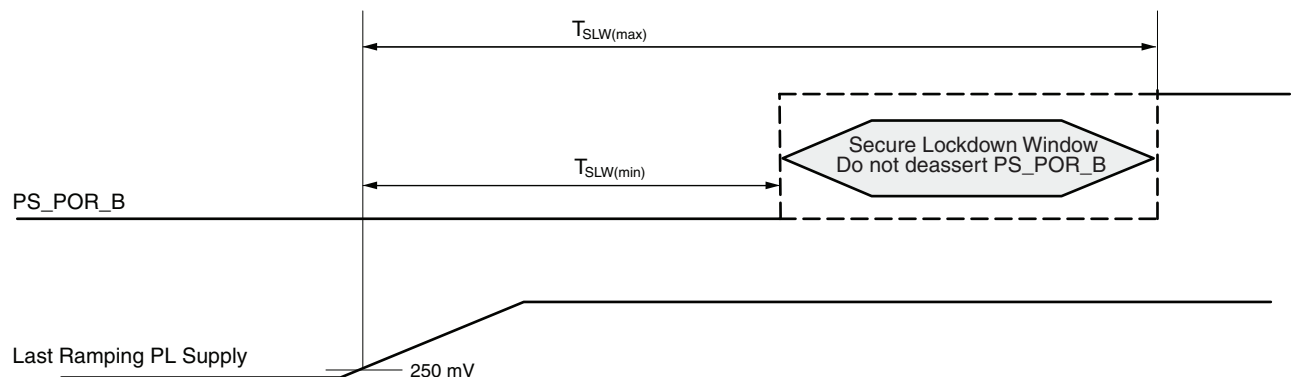 T_SLW(max)
Secure Lockdown Window
Do not deassert PS_POR_B
T_SLW(min)
PS_POR_B
Last Ramping PL Supply
250 mV